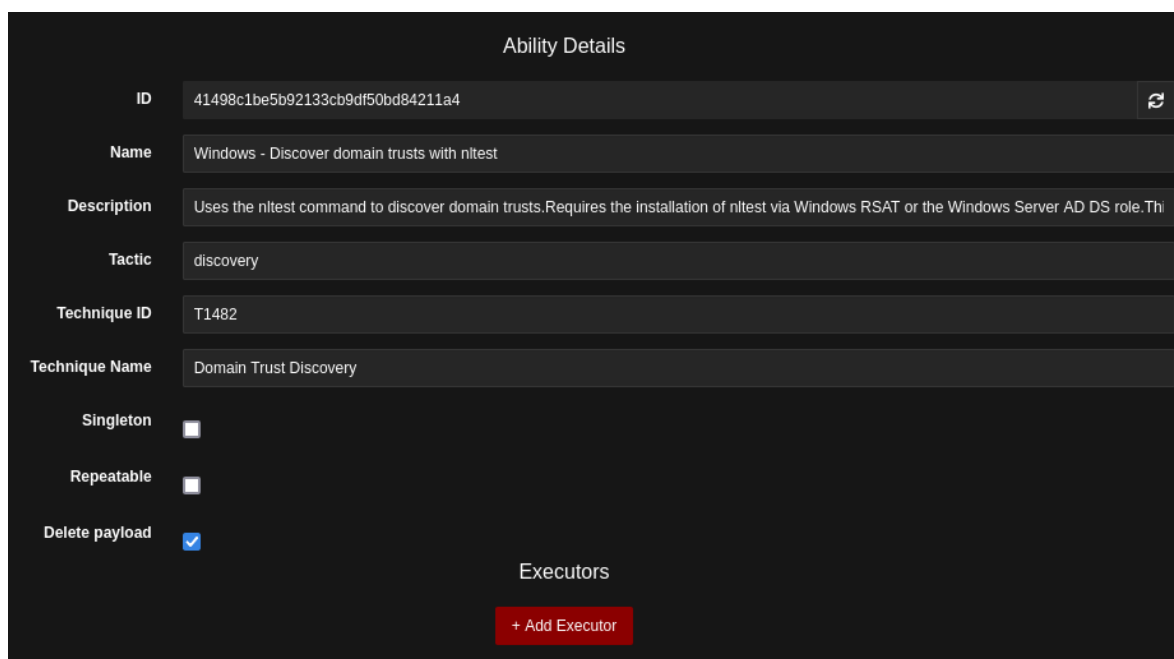 Ability Details
ID 41498c1be5b92133cb9df50bd84211a4
Name Windows - Discover domain trusts with nltest
Description Uses the nltest command to discover domain trusts.Requires the installation of nltest via Windows RSAT or the Windows Server AD DS role.Thi
Tactic discovery
Technique ID T1482
Technique Name Domain Trust Discovery
Singleton
Repeatable
Delete payload
Executors
+ Add Executor